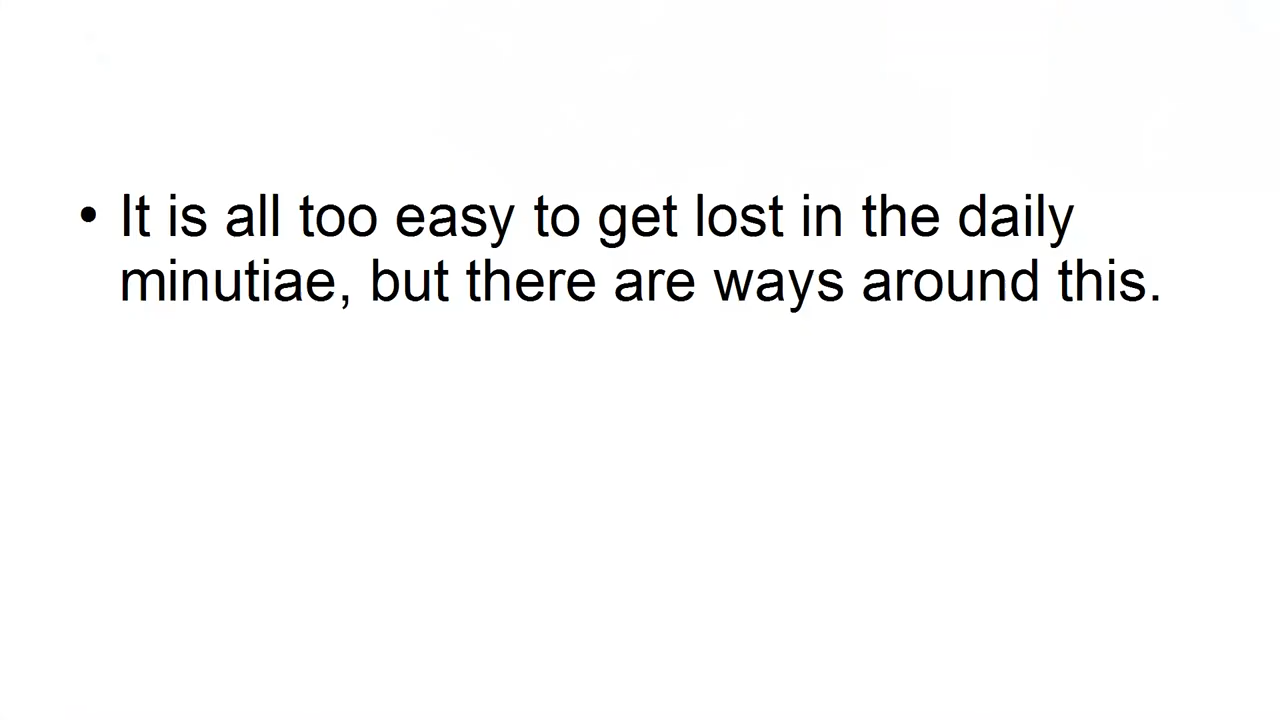 • It is all too easy to get lost in the daily
minutiae, but there are ways around this.